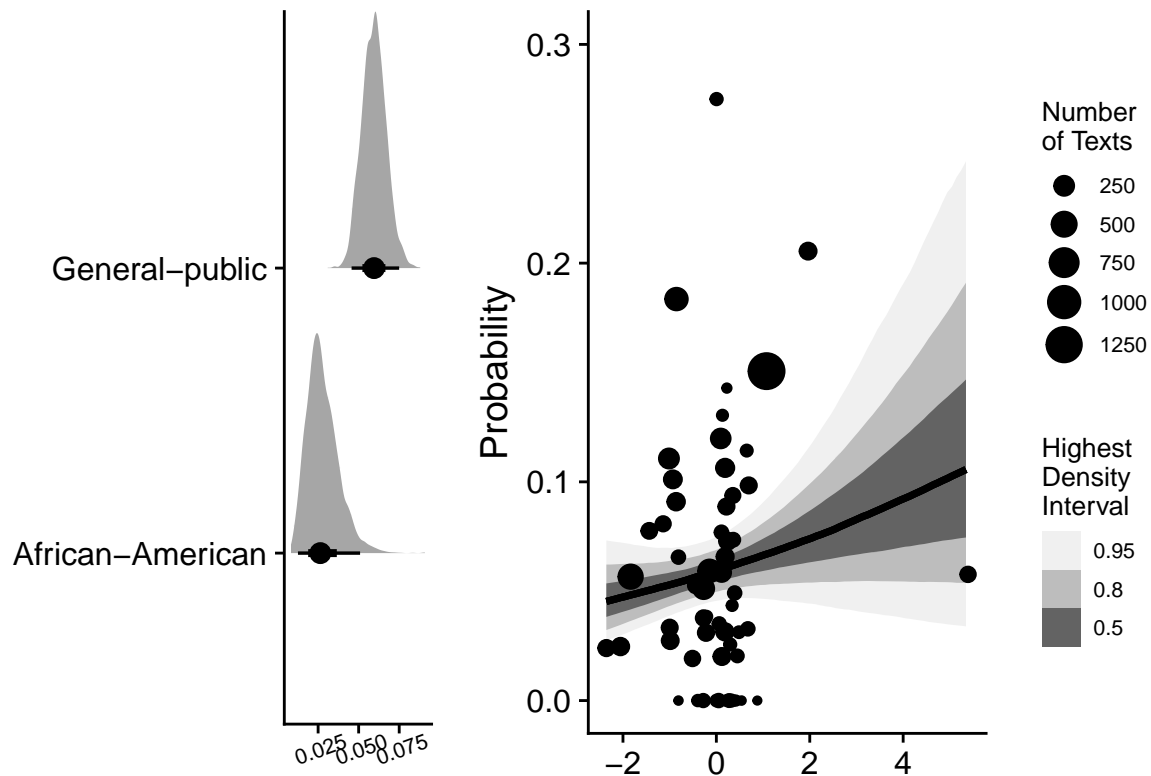 General−public
African−American
0.025
0.050
0.075
Probability
0.3
0.2
0.1
0.0
−2
0
2
4
Number
of Texts
250
500
750
1000
1250
Highest
Density
Interval
0.95
0.8
0.5